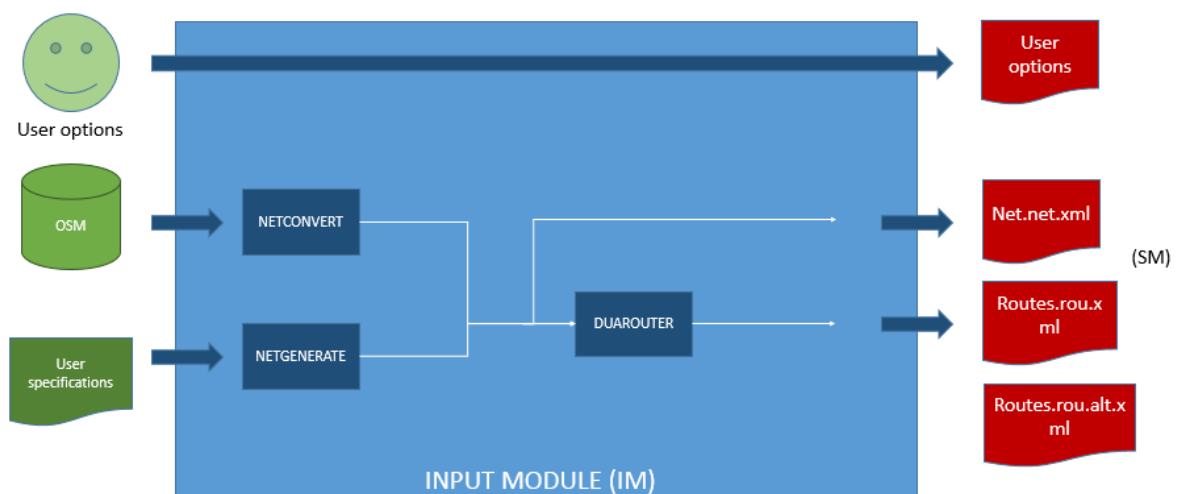 User
options
User options
OSM
NETCONVERT
Net.net.xml
(SM)
Routes.rou.x
ml
DUAROUTER
NETGENERATE
User
specifications
Routes.rou.alt.x
ml
INPUT MODULE (IM)